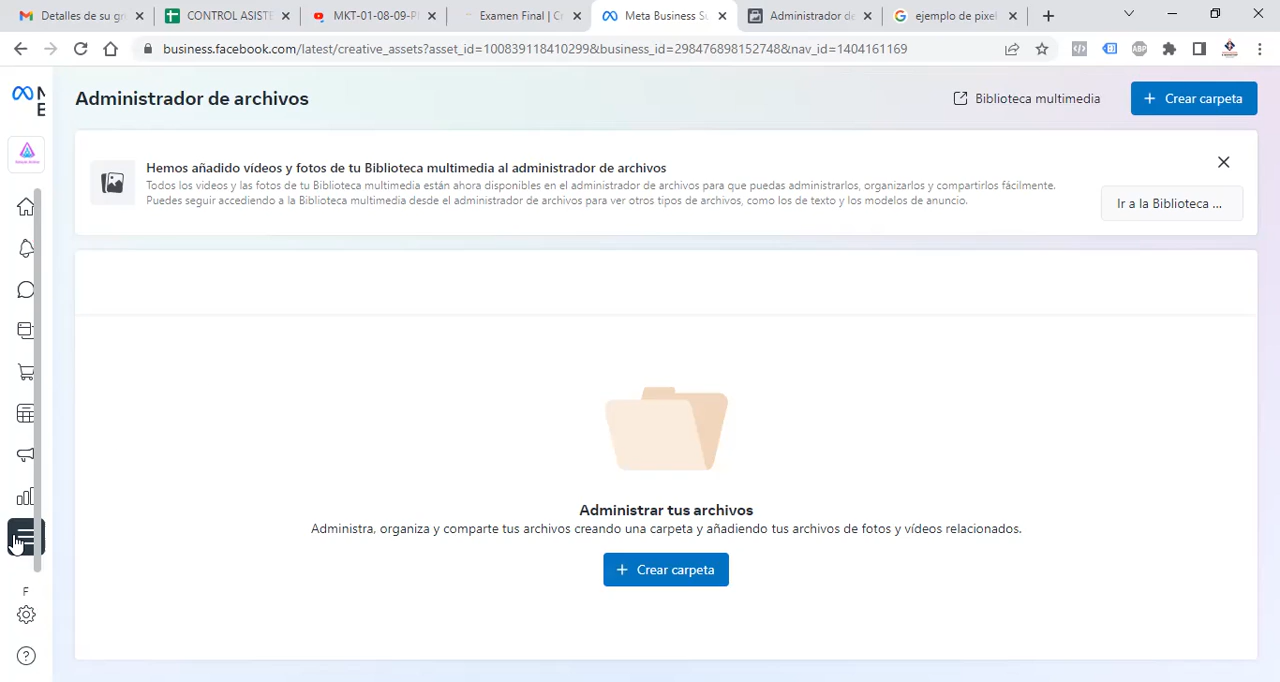 Detalles de su gr
CONTROL ASISTE
MKT-01-08-09-P
Examen Final | C
Meta Business Su
Administrador de
ejemplo de pixel
business.facebook.com/latest/creative_assets?asset_id=100839118410299&business_id=298476898152748&nav_id=1404161169
ABP
Administrador de archivos
Biblioteca multimedia
+ Crear carpeta
Hemos añadido vídeos y fotos de tu Biblioteca multimedia al administrador de archivos
Todos los videos y las fotos de tu Biblioteca multimedia están ahora disponibles en el administrador de archivos para que puedas administrarlos, organizarlos y compartirlos fácilmente.
Puedes seguir accediendo a la Biblioteca multimedia desde el administrador de archivos para ver otros tipos de archivos, como los de texto y los modelos de anuncio.
Ir a la Biblioteca ...
Administrar tus archivos
Administra, organiza y comparte tus archivos creando una carpeta y añadiendo tus archivos de fotos y vídeos relacionados.
+ Crear carpeta
F